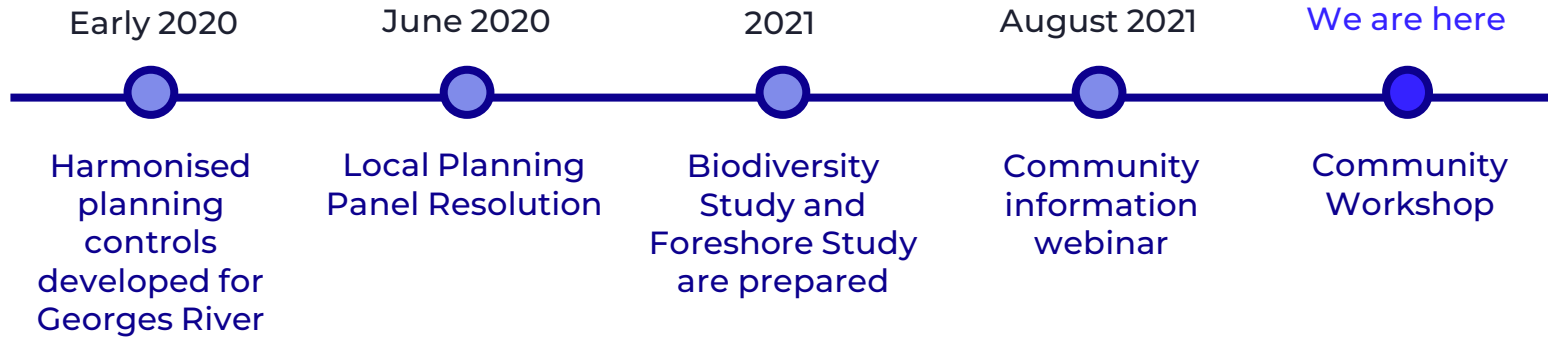 Early 2020
June 2020
2021
August 2021
We are here
Harmonised
planning
controls
developed for
Georges River
Local Planning
Panel Resolution
Biodiversity
Study and
Foreshore Study
are prepared
Community
information
webinar
Community
Workshop